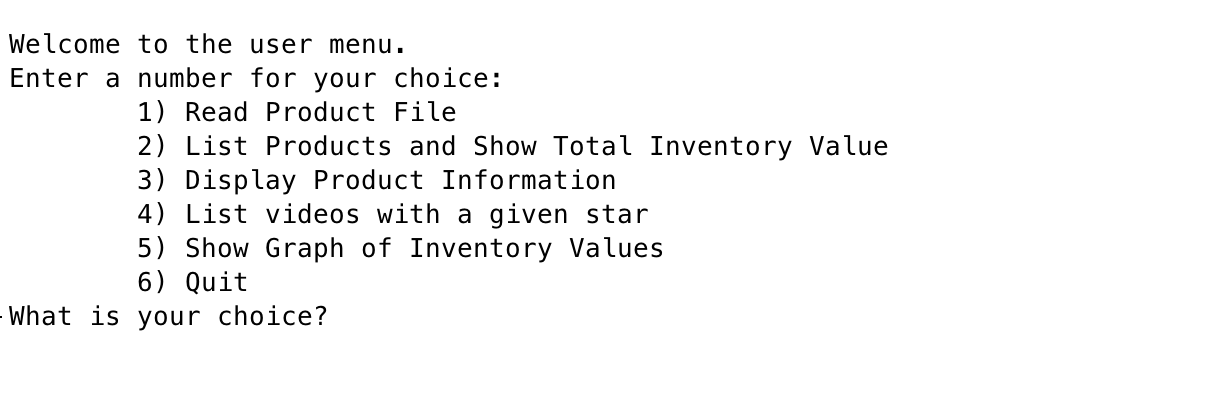 Welcome to the user menu.
Enter a number for your choice:
1) Read Product File
2) List Products and Show Total Inventory Value
3) Display Product Information
4) List videos with a given star
5) Show Graph of Inventory Values
6) Quit
What is your choice?